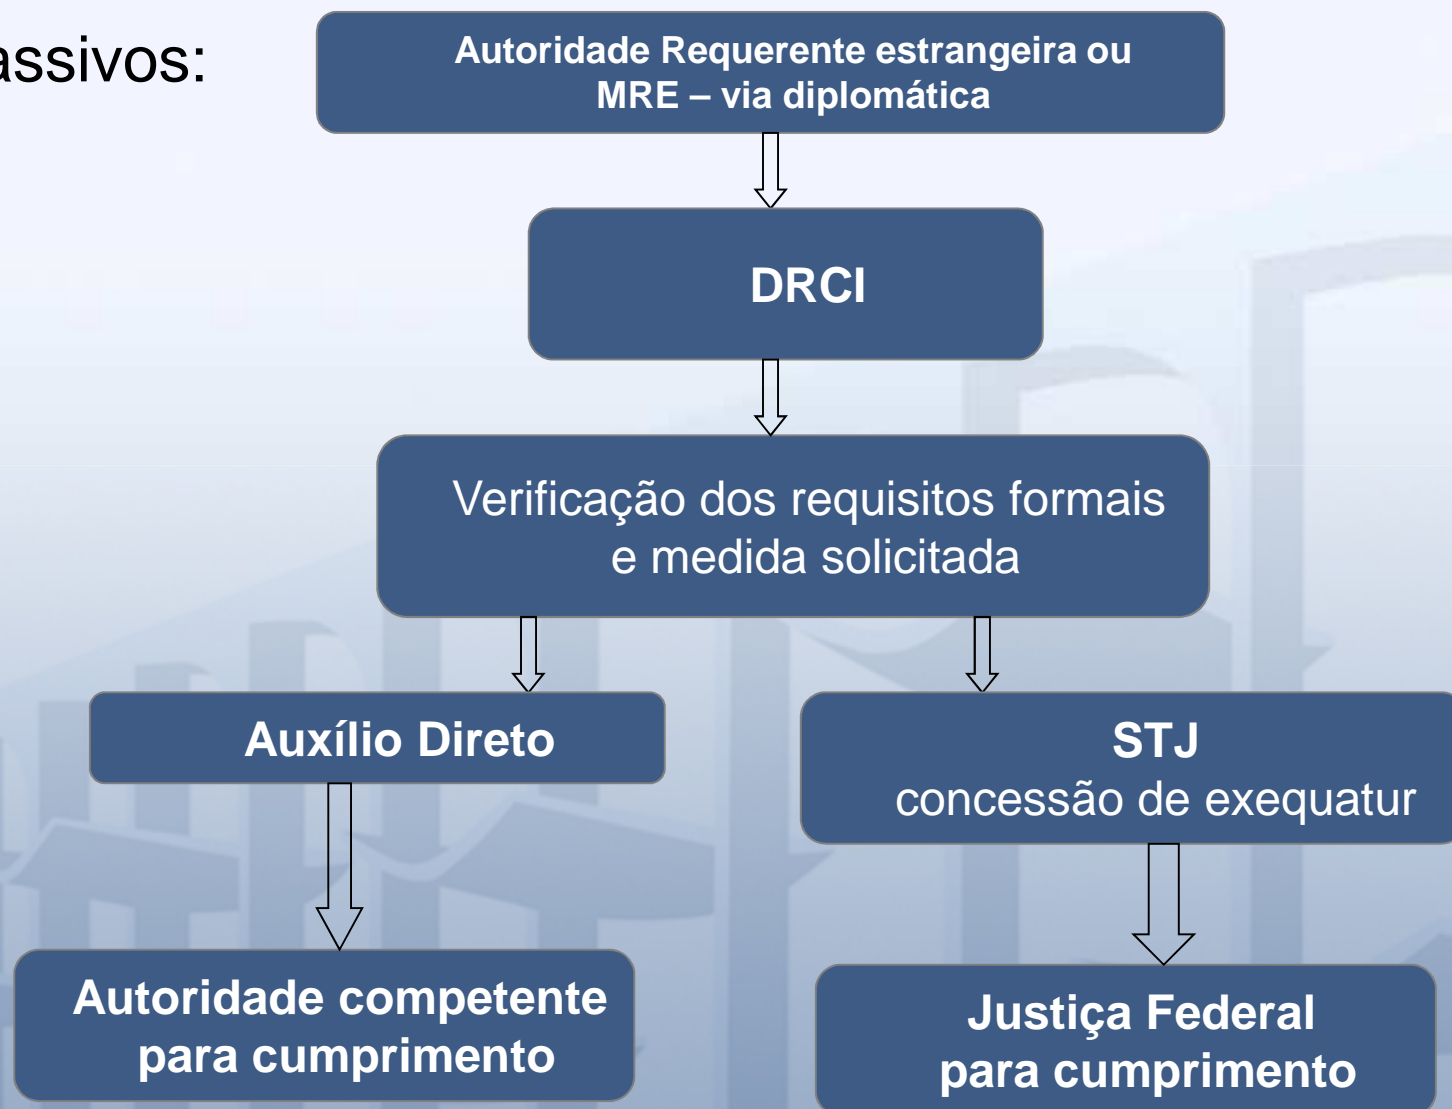 assivos:
Autoridade Requerente estrangeira ou
MRE – via diplomática
DRCI
Verificação dos requisitos formais
e medida solicitada
Auxílio Direto
STJ
concessão de exequatur
Autoridade competente
para cumprimento
Justiça Federal
para cumprimento